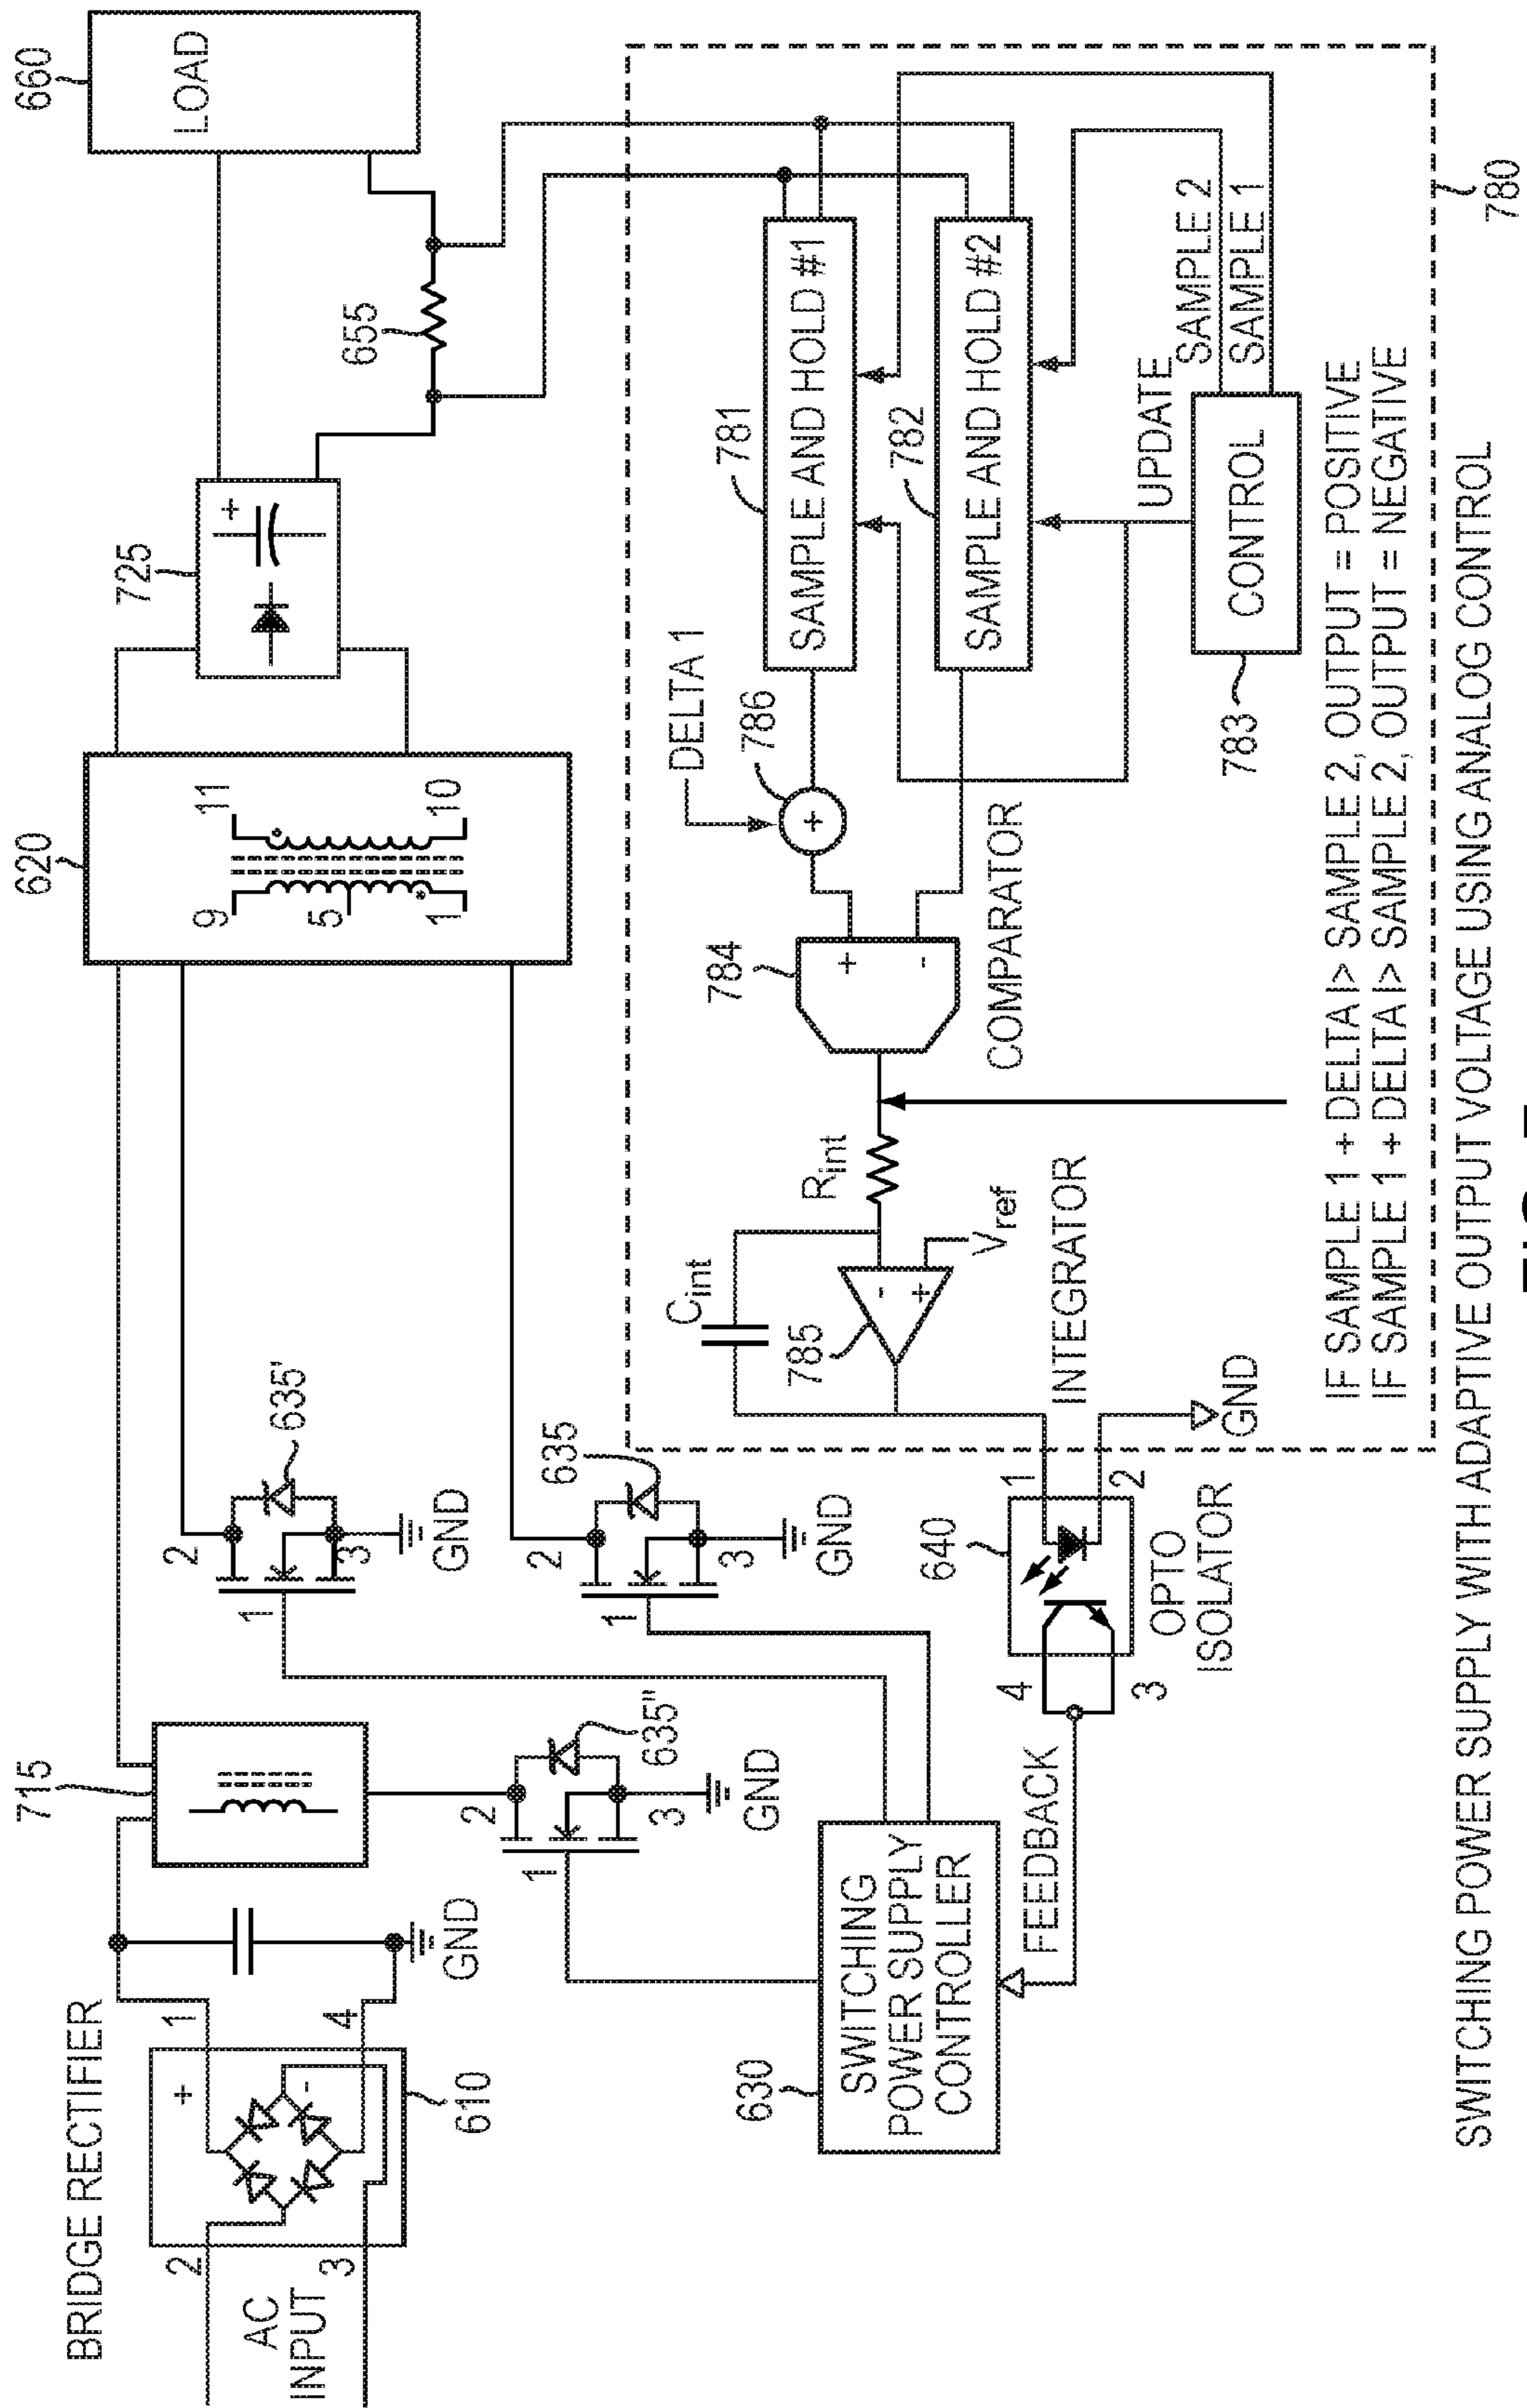 BRIDGE RECTIFIER
AC
INPUT
2
3
+
-
1
4
610
GND
715
2
1
3
635"
GND
2
1
3
635'
GND
2
1
3
635
GND
620
9
5
1
11
10
725
+
655
660
LOAD
630
SWITCHING
POWER SUPPLY
CONTROLLER
FEEDBACK
640
4
3
1
2
OPTO
ISOLATOR
GND
INTEGRATOR
785
-
+
Cint
Rint
Vref
784
+
-
COMPARATOR
DELTA 1
786
+
781
SAMPLE AND HOLD #1
782
SAMPLE AND HOLD #2
UPDATE
SAMPLE 2
SAMPLE 1
783
CONTROL
780
IF SAMPLE 1 + DELTA I> SAMPLE 2, OUTPUT = POSITIVE
IF SAMPLE 1 + DELTA I> SAMPLE 2, OUTPUT = NEGATIVE
SWITCHING POWER SUPPLY WITH ADAPTIVE OUTPUT VOLTAGE USING ANALOG CONTROL